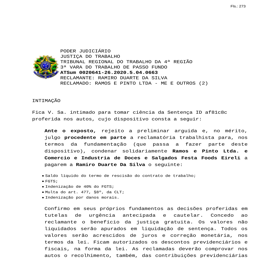 Fls. 273
PODER JUDICIÁRIO
JUSTIÇA DO TRABALHO
TRIBUNAL REGIONAL DO TRABALHO DA 4ª REGIÃO
3ª VARA DO TRABALHO DE PASSO FUNDO
ATSum 0020641-26.2020.5.04.0663
RECLAMANTE: RAMIRO DUARTE DA SILVA
RECLAMADO: RAMOS E PINTO LTDA - ME E OUTROS (2)
INTIMAÇÃO
Fica V. Sa. intimado para tomar ciência da Sentença ID af81c8c
proferida nos autos, cujo dispositivo consta a seguir:
Ante o exposto, rejeito a preliminar arguida e, no mérito,
julgo procedente em parte a reclamatória trabalhista para, nos
termos da fundamentação (que passa a fazer parte deste
dispositivo), condenar solidariamente Ramos e Pinto Ltda. e
Comercio e Industria de Doces e Salgados Festa Foods Eireli a
pagarem a Ramiro Duarte Da Silva o seguinte:
Saldo líquido do termo de rescisão do contrato de trabalho;
FGTS;
Indenização de 40% do FGTS;
Multa do art. 477, §8º, da CLT;
Indenização por danos morais.
Confirmo em seus próprios fundamentos as decisões proferidas em
tutelas de urgência antecipada e cautelar. Concedo ao
reclamante o benefício da justiça gratuita. Os valores não
liquidados serão apurados em liquidação de sentença. Todos os
valores serão acrescidos de juros e correção monetária, nos
termos da lei. Ficam autorizados os descontos previdenciários e
fiscais, na forma da lei. As reclamadas deverão comprovar nos
autos o recolhimento, também, das contribuições previdenciárias